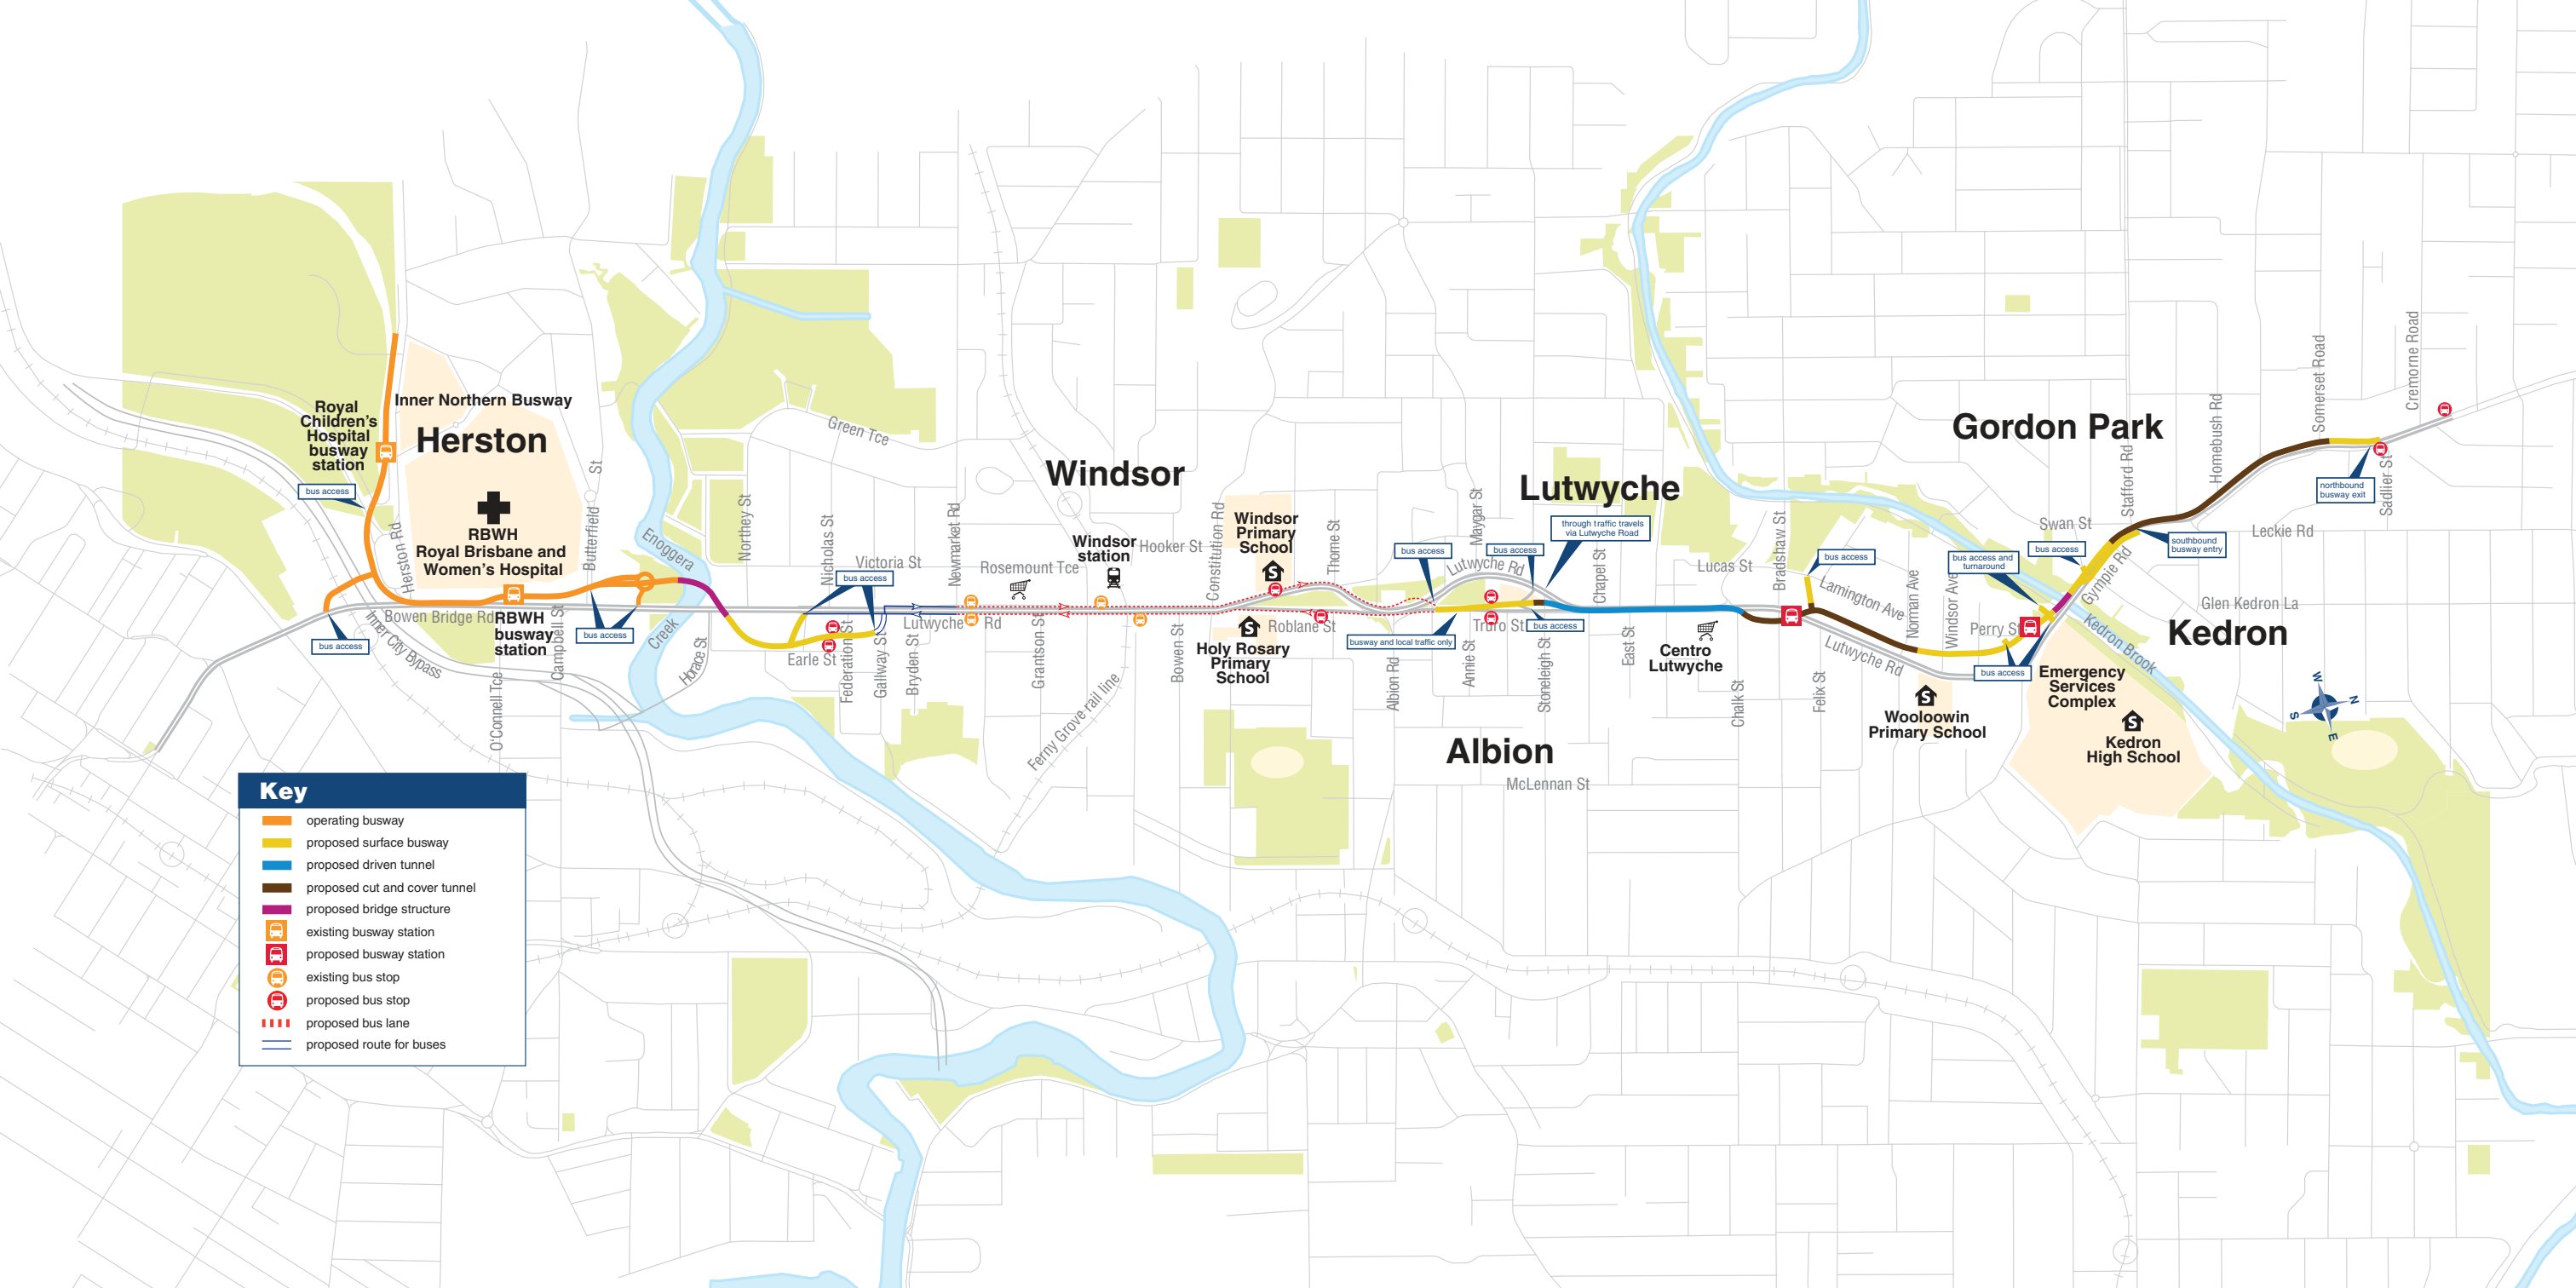 Royal
Children's
Hospital
busway
station
Inner Northern Busway
Herston
RBWH
Royal Brisbane and
Women's Hospital
bus access
Herston Rd
Butterfield St
Bowen Bridge Rd
RBWH
busway
station
bus access
Inner City Bypass
O'Connell Tce
Campbell St
bus access
Enoggera
Creek
Horace St
Northey St
Green Tce
Nicholas St
Victoria St
bus access
Earle St
Federation St
Gallway St
Bryden St
Lutwyche Rd
Newmarket Rd
Windsor
Rosemount Tce
Windsor
station
Hooker St
Grantson St
Ferny Grove rail line
Bowen St
Constitution Rd
Windsor
Primary
School
Thorne St
Holy Rosary
Primary
School
Roblane St
bus access
busway and local traffic only
Albion Rd
Maygar St
Lutwyche Rd
bus access
Lutwyche
through traffic travels
via Lutwyche Road
Annie St
Truro St
bus access
Stoneleigh St
Chapel St
Albion
McLennan St
East St
Centro
Lutwyche
Lucas St
Chalk St
Bradshaw St
bus access
Felix St
Lamington Ave
Lutwyche Rd
Norman Ave
Windsor Ave
Wooloowin
Primary School
Perry St
bus access
Gordon Park
bus access and
turnaround
Swan St
bus access
Gympie Rd
Stafford Rd
southbound
busway entry
Homebush Rd
Leckie Rd
Glen Kedron La
Kedron
Kedron Brook
Emergency
Services
Complex
Kedron
High School
Somerset Road
northbound
busway exit
Sadlier St
Cremorne Road
W
N
S
E
Key
operating busway
proposed surface busway
proposed driven tunnel
proposed cut and cover tunnel
proposed bridge structure
existing busway station
proposed busway station
existing bus stop
proposed bus stop
proposed bus lane
proposed route for buses